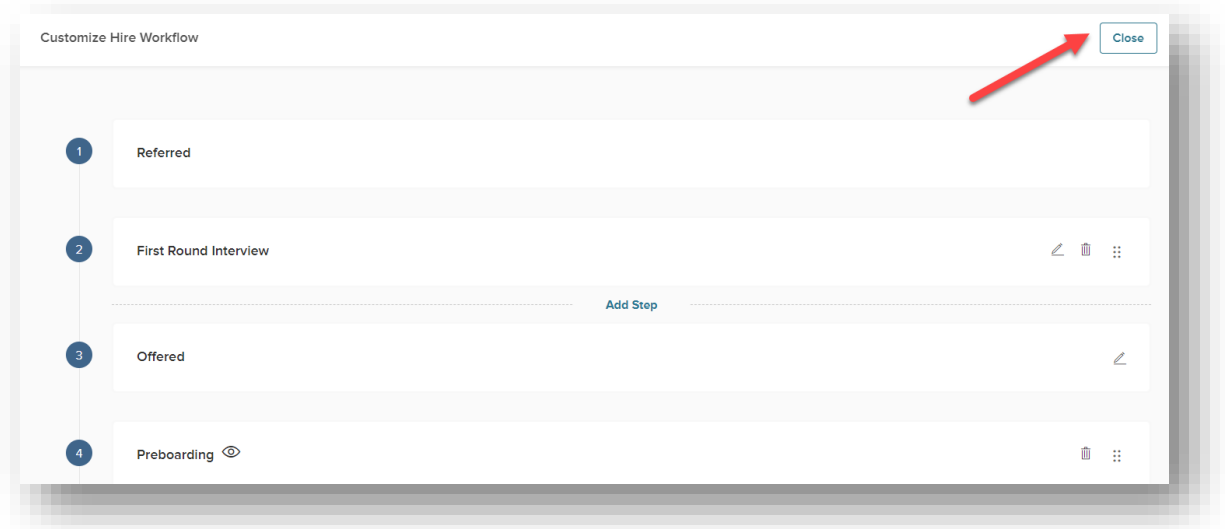 Customize Hire Workflow
Close
1
Referred
2
First Round Interview
Add Step
3
Offered
4
Preboarding